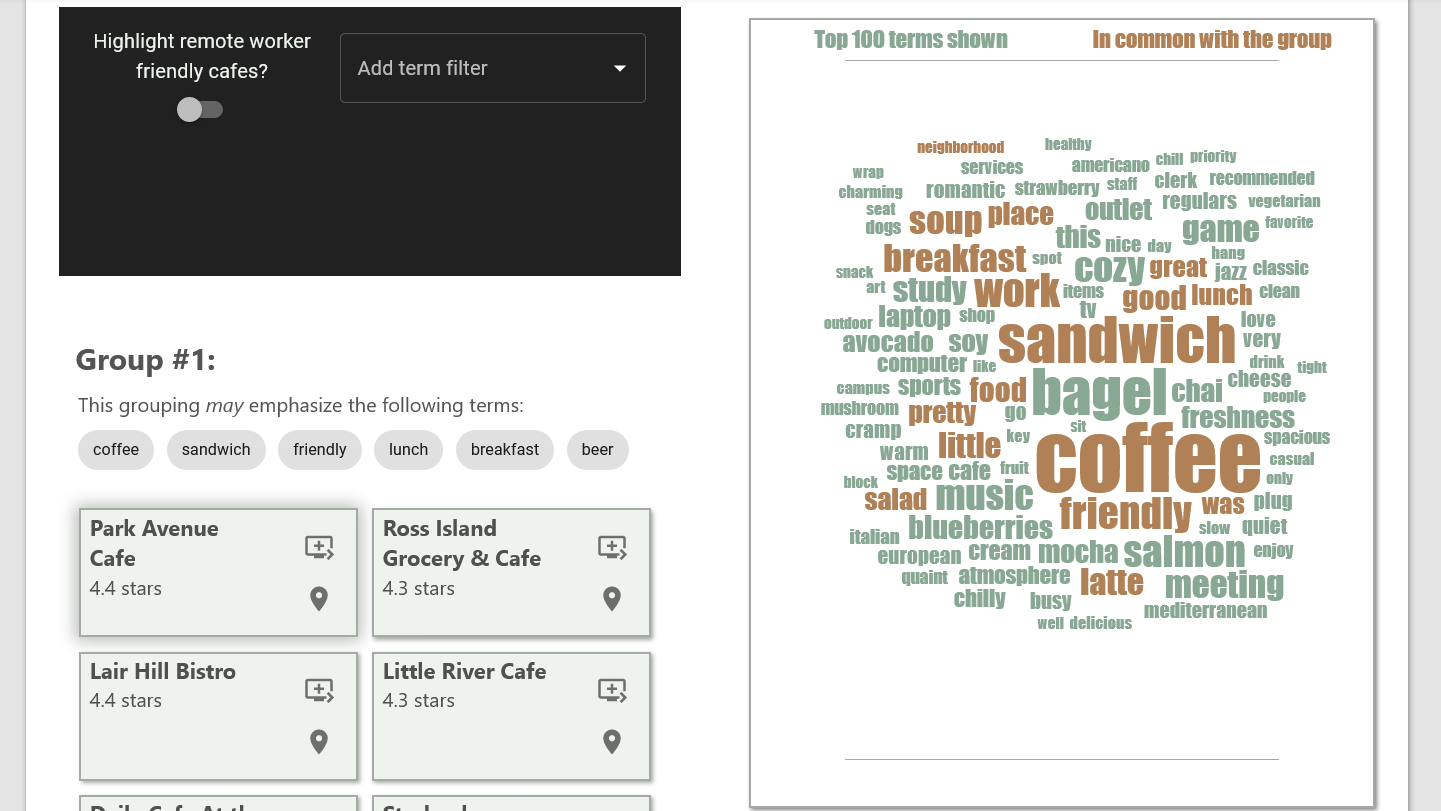 Highlight remote worker
friendly cafes?
Add term filter
Group #1:
This grouping may emphasize the following terms:
coffee sandwich friendly lunch breakfast beer
Park Avenue
Cafe
4.4 stars
Ross Island
Grocery & Cafe
4.3 stars
Lair Hill Bistro
4.4 stars
Little River Cafe
4.3 stars
Top 100 terms shown
In common with the group
neighborhood
healthy
wrap
services
americano
chill
priority
charming
romantic
strawberry
staff
clerk
recommended
seat
dogs
soup
place
outlet
regulars
vegetarian
this
nice
day
game
favorite
breakfast
spot
cozy
great
hang
jazz
classic
snack
art
study
work
items
good
lunch
clean
outdoor
laptop
shop
tv
sandwich
love
very
avocado
soy
computer
like
drink
tight
campus
sports
food
bagel
chai
cheese
people
mushroom
pretty
go
freshness
cramp
sit
little
key
coffee
spacious
warm
casual
space
cafe
fruit
only
block
salad
music
friendly
was
plug
italian
blueberries
slow
quiet
european
cream
mocha
salmon
enjoy
quaint
atmosphere
latte
meeting
chilly
busy
mediterranean
well
delicious